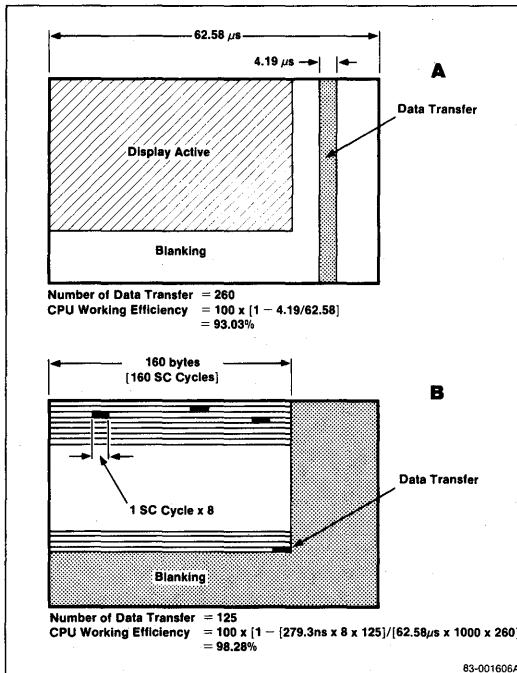 62.58 μs
4.19 μs
A
Data Transfer
Display Active
Blanking
Number of Data Transfer = 260
CPU Working Efficiency = 100 x [1 − 4.19/62.58]
= 93.03%
160 bytes
[160 SC Cycles]
B
1 SC Cycle x 8
Data Transfer
Blanking
Number of Data Transfer = 125
CPU Working Efficiency = 100 x [1 − [279.3ns x 8 x 125]/[62.58μs x 1000 x 260]
= 98.28%
83-001606A